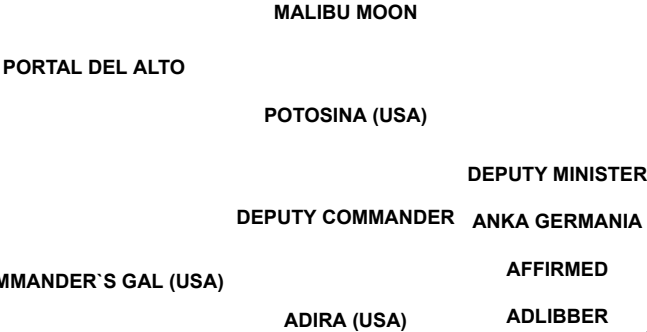 MALIBU MOON
PORTAL DEL ALTO
POTOSINA (USA)
DEPUTY MINISTER
DEPUTY COMMANDER
ANKA GERMANIA
AFFIRMED
GAL (USA)
ADLIBBER
ADIRA (USA)